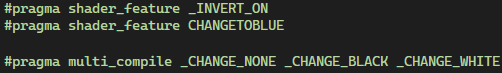 #pragma shader_feature _INVERT_ON
#pragma shader_feature CHANGETOBLUE
#pragma multi_compile _CHANGE_NONE _CHANGE_BLACK _CHANGE_WHITE